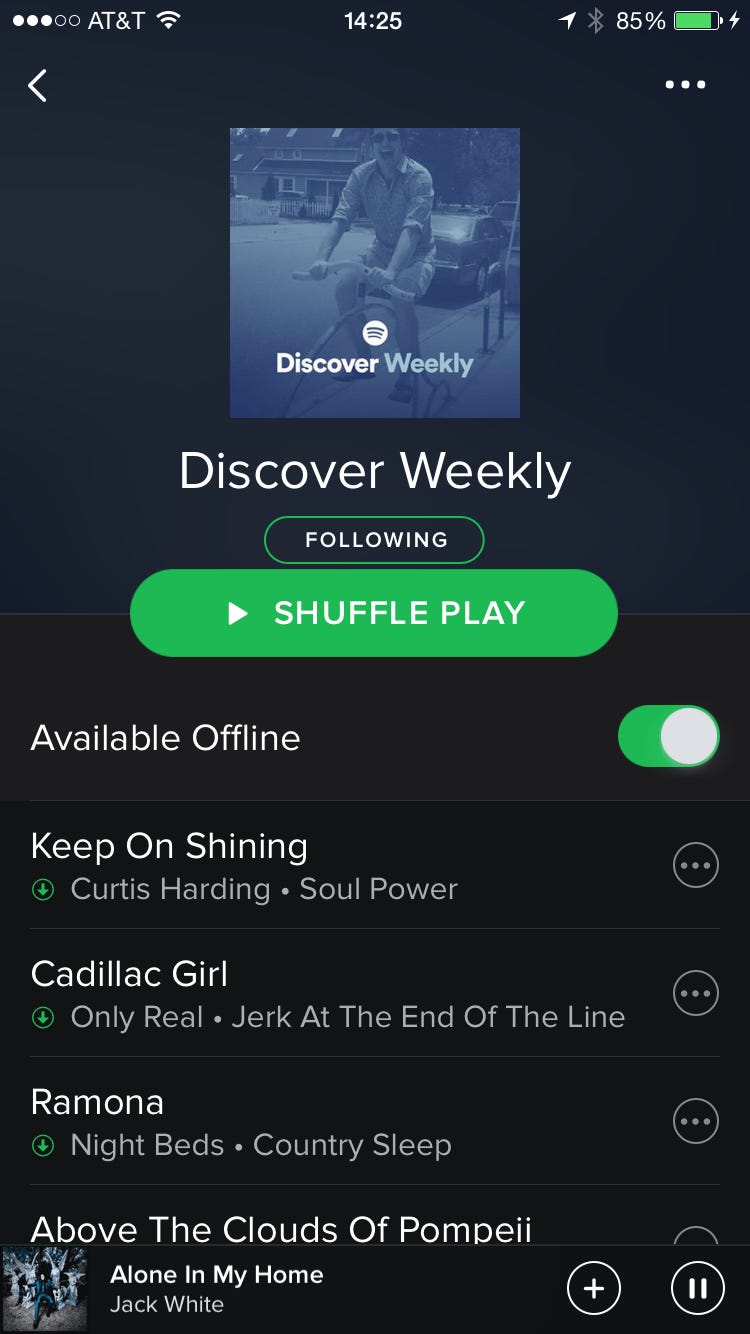 AT&T 14:25 85%
Discover Weekly
Discover Weekly
FOLLOWING
SHUFFLE PLAY
Available Offline
Keep On Shining
Curtis Harding • Soul Power
Cadillac Girl
Only Real • Jerk At The End Of The Line
Ramona
Night Beds • Country Sleep
Above The Clouds Of Pompeii
Alone In My Home
Jack White